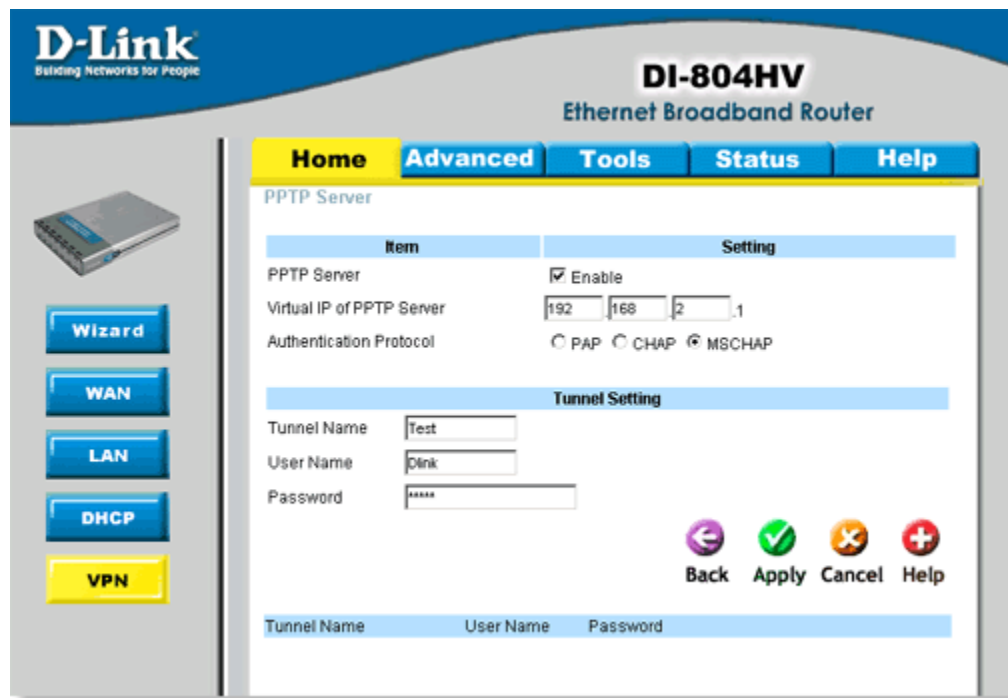 D-Link
Building Networks for People
DI-804HV
Ethernet Broadband Router
Home Advanced Tools Status Help
PPTP Server
Item Setting
PPTP Server Enable
Virtual IP of PPTP Server 192 .168 .2 .1
Authentication Protocol PAP CHAP MSCHAP
Tunnel Setting
Tunnel Name Test
User Name Dlink
Password *****
Back Apply Cancel Help
Tunnel Name User Name Password
Wizard
WAN
LAN
DHCP
VPN